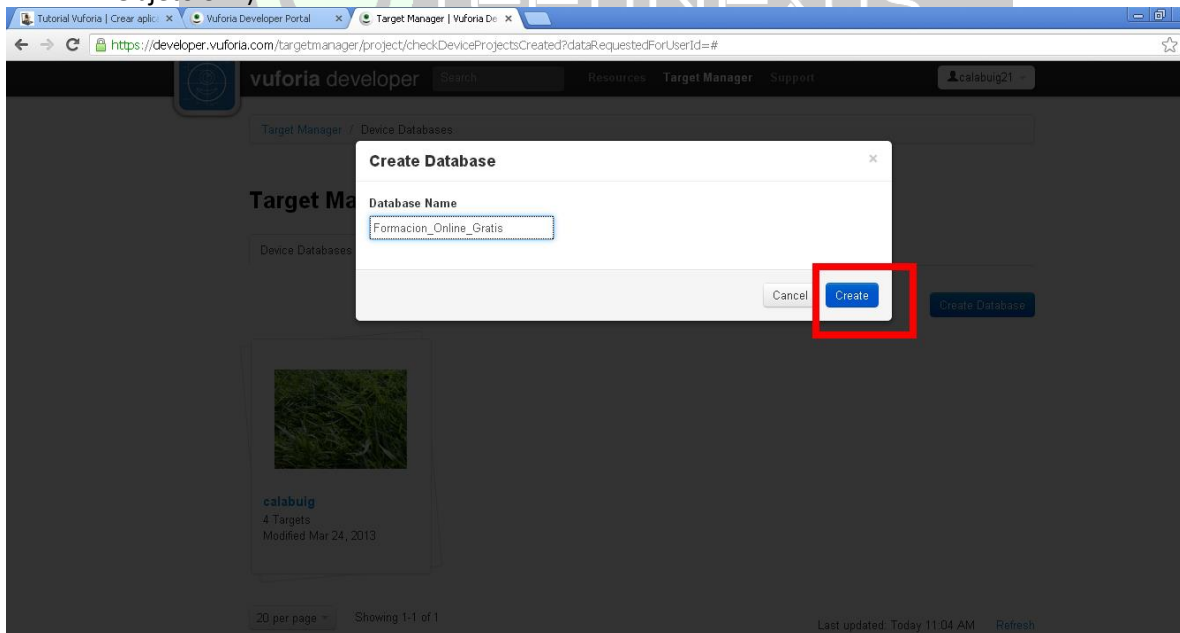 Tutorial Vuforia | Crear aplic
Vuforia Developer Portal
Target Manager | Vuforia De
https://developer.vuforia.com/targetmanager/project/checkDeviceProjectsCreated?dataRequestedForUserId=#
vuforia developer Search Resources Target Manager Support calabuig21
Target Manager / Device Databases
Create Database
Target Ma
Database Name
Formacion_Online_Gratis
Device Databases
Cancel Create
Create Database
calabuig
4 Targets
Modified Mar 24, 2013
20 per page Showing 1-1 of 1
Last updated: Today 11:04 AM Refresh